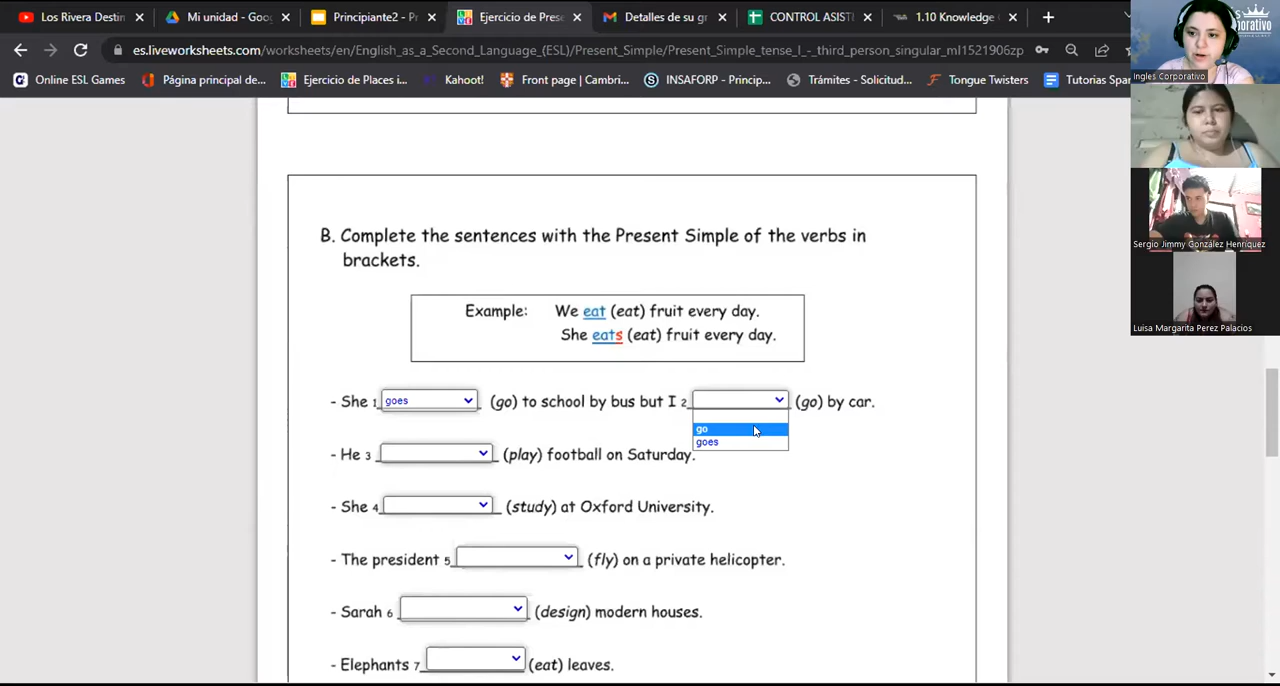 Los Rivera Destin
Mi unidad - Goog
Principiante2 - P
Ejercicio de Prese
Detalles de su gr
CONTROL ASIST
1.10 Knowledge
es.liveworksheets.com/worksheets/en/English_as_a_Second_Language_(ESL)/Present_Simple/Present_Simple_tense_I_-_third_person_singular_ml1521906zp
Online ESL Games
Página principal de...
Ejercicio de Places i...
Kahoot!
Front page | Cambri...
INSAFORP - Princip...
Trámites - Solicitud...
Tongue Twisters
Tutorias Spar
Ingles Corporativo
Sergio Jimmy González Henríquez
Luisa Margarita Perez Palacios
B. Complete the sentences with the Present Simple of the verbs in
brackets.
Example: We eat (eat) fruit every day.
She eats (eat) fruit every day.
- She 1 goes (go) to school by bus but I 2 (go) by car.
go
goes
- He 3 (play) football on Saturday.
- She 4 (study) at Oxford University.
- The president 5 (fly) on a private helicopter.
- Sarah 6 (design) modern houses.
- Elephants 7 (eat) leaves.